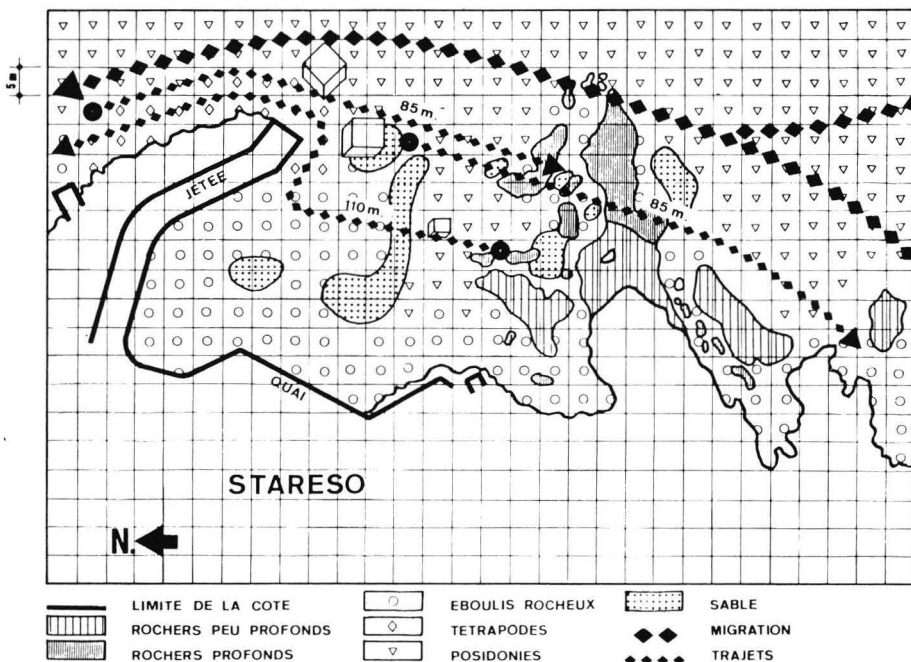 5 m
85 m.
JETEE
110 m.
85 m.
QUAI
STARESO
N.
LIMITE DE LA COTE
ROCHERS PEU PROFONDS
ROCHERS PROFONDS
EBOULIS ROCHEUX
TETRAPODES
POSIDONIES
SABLE
MIGRATION
TRAJETS